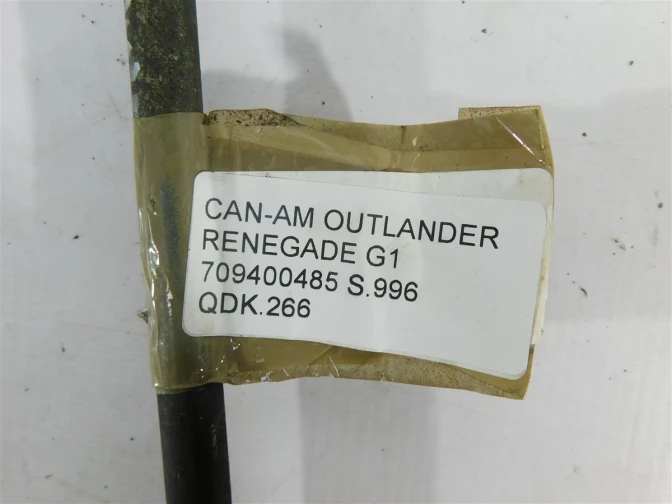 CAN-AM OUTLANDER
RENEGADE G1
709400485 S.996
QDK.266